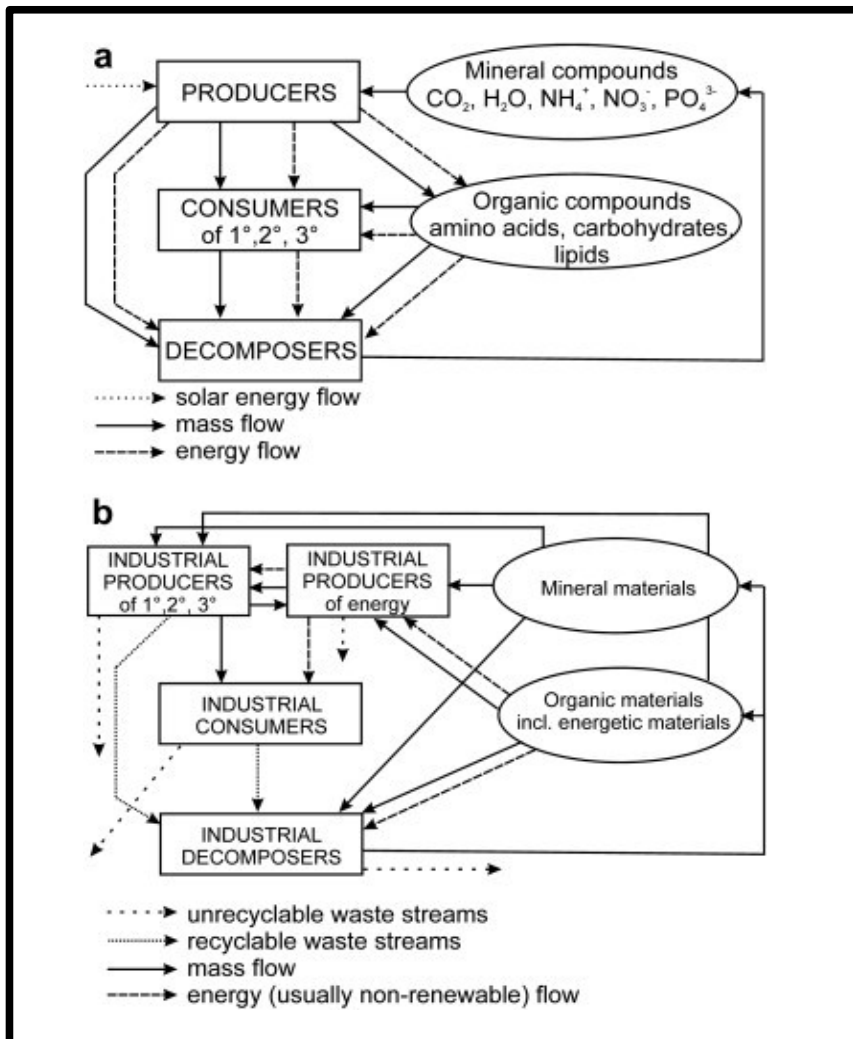 a
PRODUCERS
Mineral compounds
CO₂, H₂O, NH₄⁺, NO₃⁻, PO₄³⁻
CONSUMERS
of 1°,2°, 3°
Organic compounds
amino acids, carbohydrates,
lipids
DECOMPOSERS
solar energy flow
mass flow
energy flow
b
INDUSTRIAL
PRODUCERS
of 1°,2°, 3°
INDUSTRIAL
PRODUCERS
of energy
Mineral materials
INDUSTRIAL
CONSUMERS
Organic materials
incl. energetic materials
INDUSTRIAL
DECOMPOSERS
unrecyclable waste streams
recyclable waste streams
mass flow
energy (usually non-renewable) flow